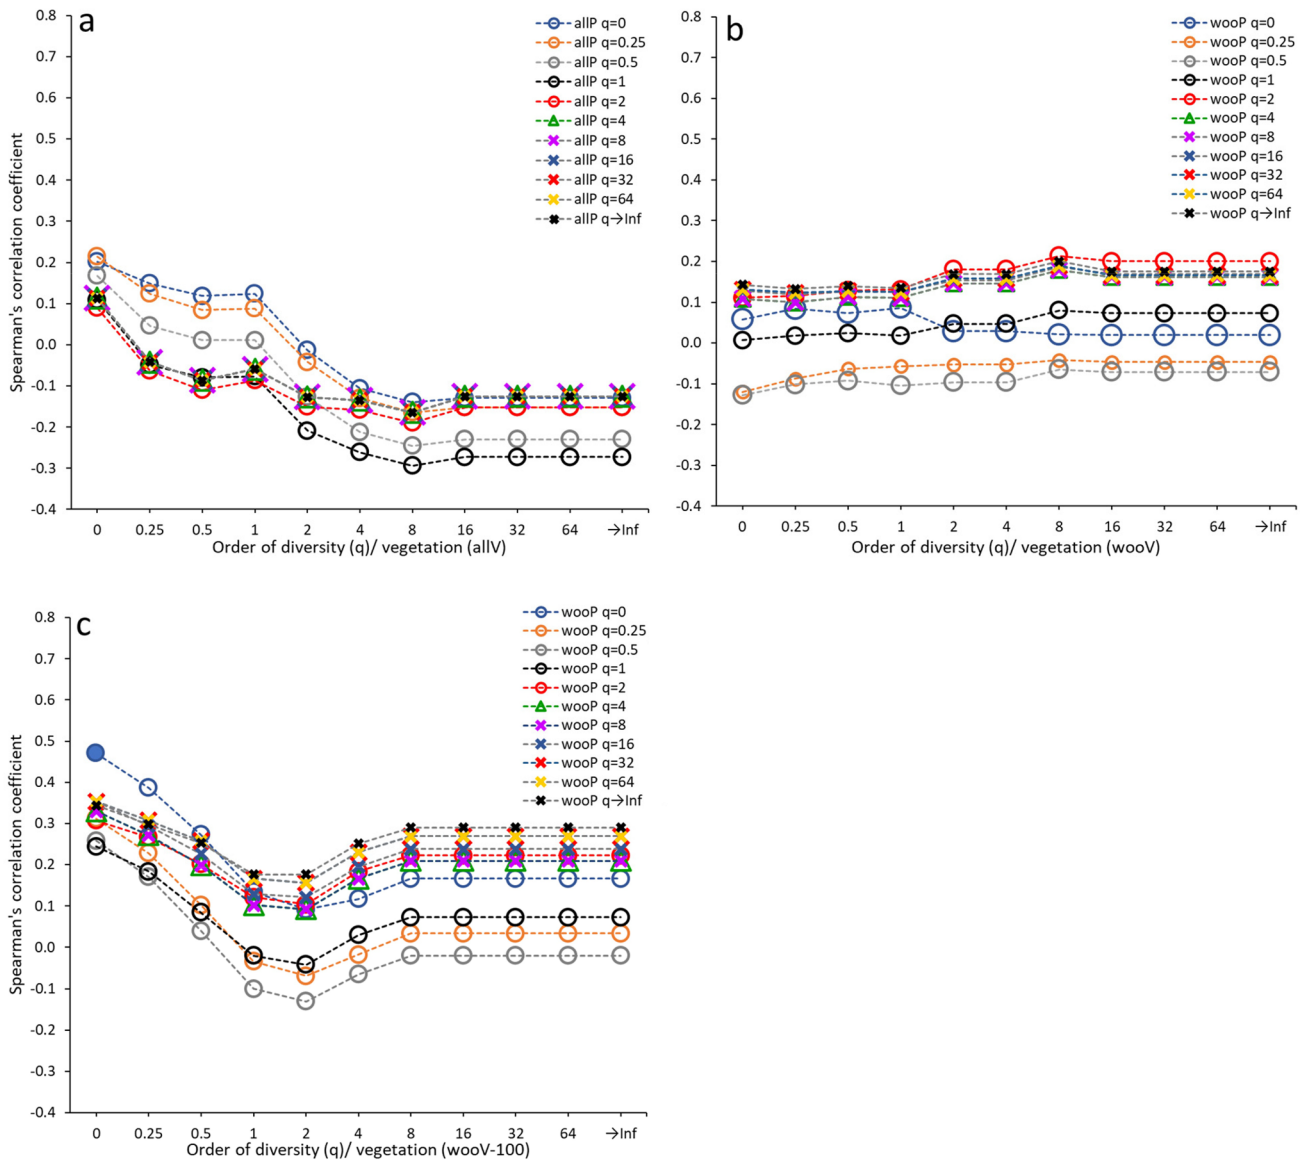 a
0.8
0.7
0.6
0.5
0.4
0.3
0.2
0.1
0.0
-0.1
-0.2
-0.3
-0.4
Spearman's correlation coefficient
0 0.25 0.5 1 2 4 8 16 32 64 →Inf
Order of diversity (q)/ vegetation (allV)
allP q=0
allP q=0.25
allP q=0.5
allP q=1
allP q=2
allP q=4
allP q=8
allP q=16
allP q=32
allP q=64
allP q→Inf
b
0.8
0.7
0.6
0.5
0.4
0.3
0.2
0.1
0.0
-0.1
-0.2
-0.3
-0.4
0 0.25 0.5 1 2 4 8 16 32 64 →Inf
Order of diversity (q)/ vegetation (wooV)
wooP q=0
wooP q=0.25
wooP q=0.5
wooP q=1
wooP q=2
wooP q=4
wooP q=8
wooP q=16
wooP q=32
wooP q=64
wooP q→Inf
c
0.8
0.7
0.6
0.5
0.4
0.3
0.2
0.1
0.0
-0.1
-0.2
-0.3
-0.4
Spearman's correlation coefficient
0 0.25 0.5 1 2 4 8 16 32 64 →Inf
Order of diversity (q)/ vegetation (wooV-100)
wooP q=0
wooP q=0.25
wooP q=0.5
wooP q=1
wooP q=2
wooP q=4
wooP q=8
wooP q=16
wooP q=32
wooP q=64
wooP q→Inf